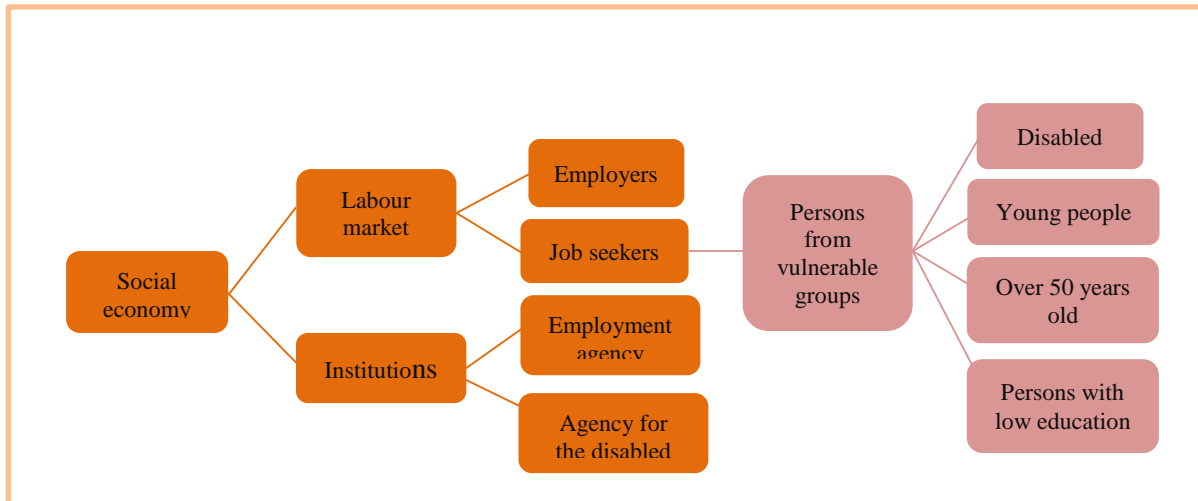 Social
economy
Labour
market
Institutions
Employers
Job seekers
Employment
agency
Agency for
the disabled
Persons
from
vulnerable
groups
Disabled
Young people
Over 50 years
old
Persons with
low education